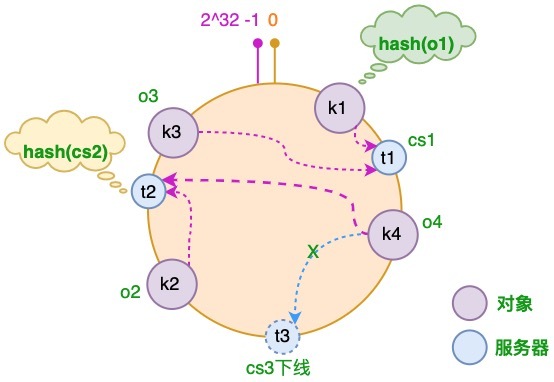 2^32 -1 0
hash(o1)
o3
k1
k3
cs1
hash(cs2)
t1
t2
o4
k4
x
k2
o2
对象
t3
服务器
cs3下线